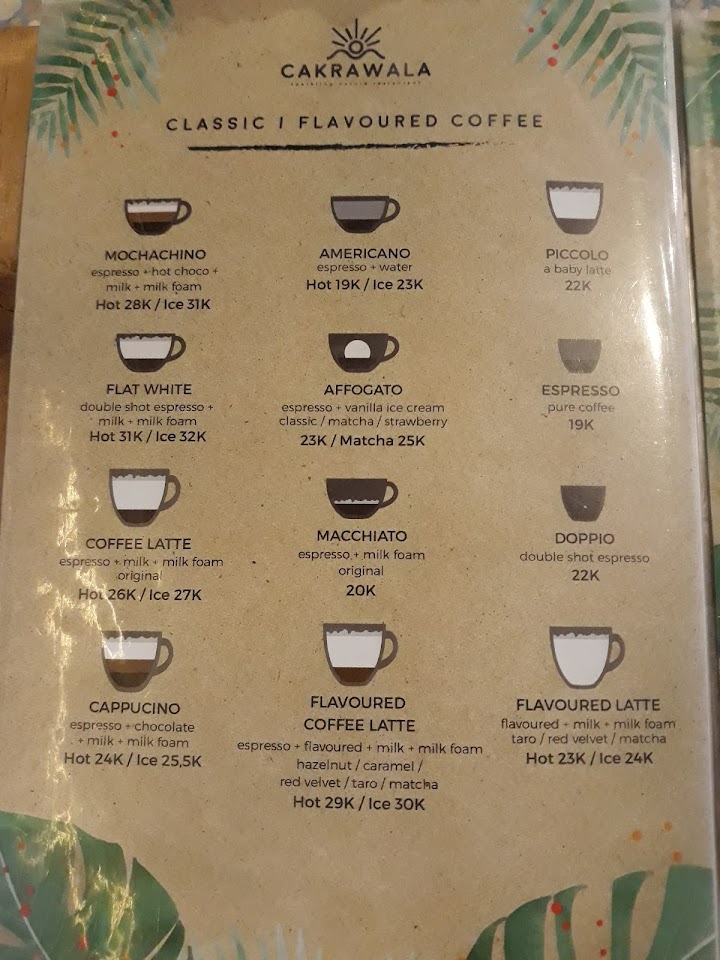 CAKRAWALA
CLASSIC / FLAVOURED COFFEE
MOCHACHINO
espresso + hot choco +
milk + milk foam
Hot 28K / Ice 31K
AMERICANO
espresso + water
Hot 19K / Ice 23K
PICCOLO
a baby latte
22K
FLAT WHITE
double shot espresso +
milk + milk foam
Hot 31K / Ice 32K
AFFOGATO
espresso + vanilla ice cream
classic / matcha / strawberry
23K / Matcha 25K
ESPRESSO
pure coffee
19K
COFFEE LATTE
espresso + milk + milk foam
original
Hot 26K / Ice 27K
MACCHIATO
espresso + milk foam
original
20K
DOPPIO
double shot espresso
22K
CAPPUCINO
espresso + chocolate
+ milk + milk foam
Hot 24K / Ice 25,5K
FLAVOURED
COFFEE LATTE
espresso + flavoured + milk + milk foam
hazelnut / caramel /
red velvet / taro / matcha
Hot 29K / Ice 30K
FLAVOURED LATTE
flavoured + milk + milk foam
taro / red velvet / matcha
Hot 23K / Ice 24K